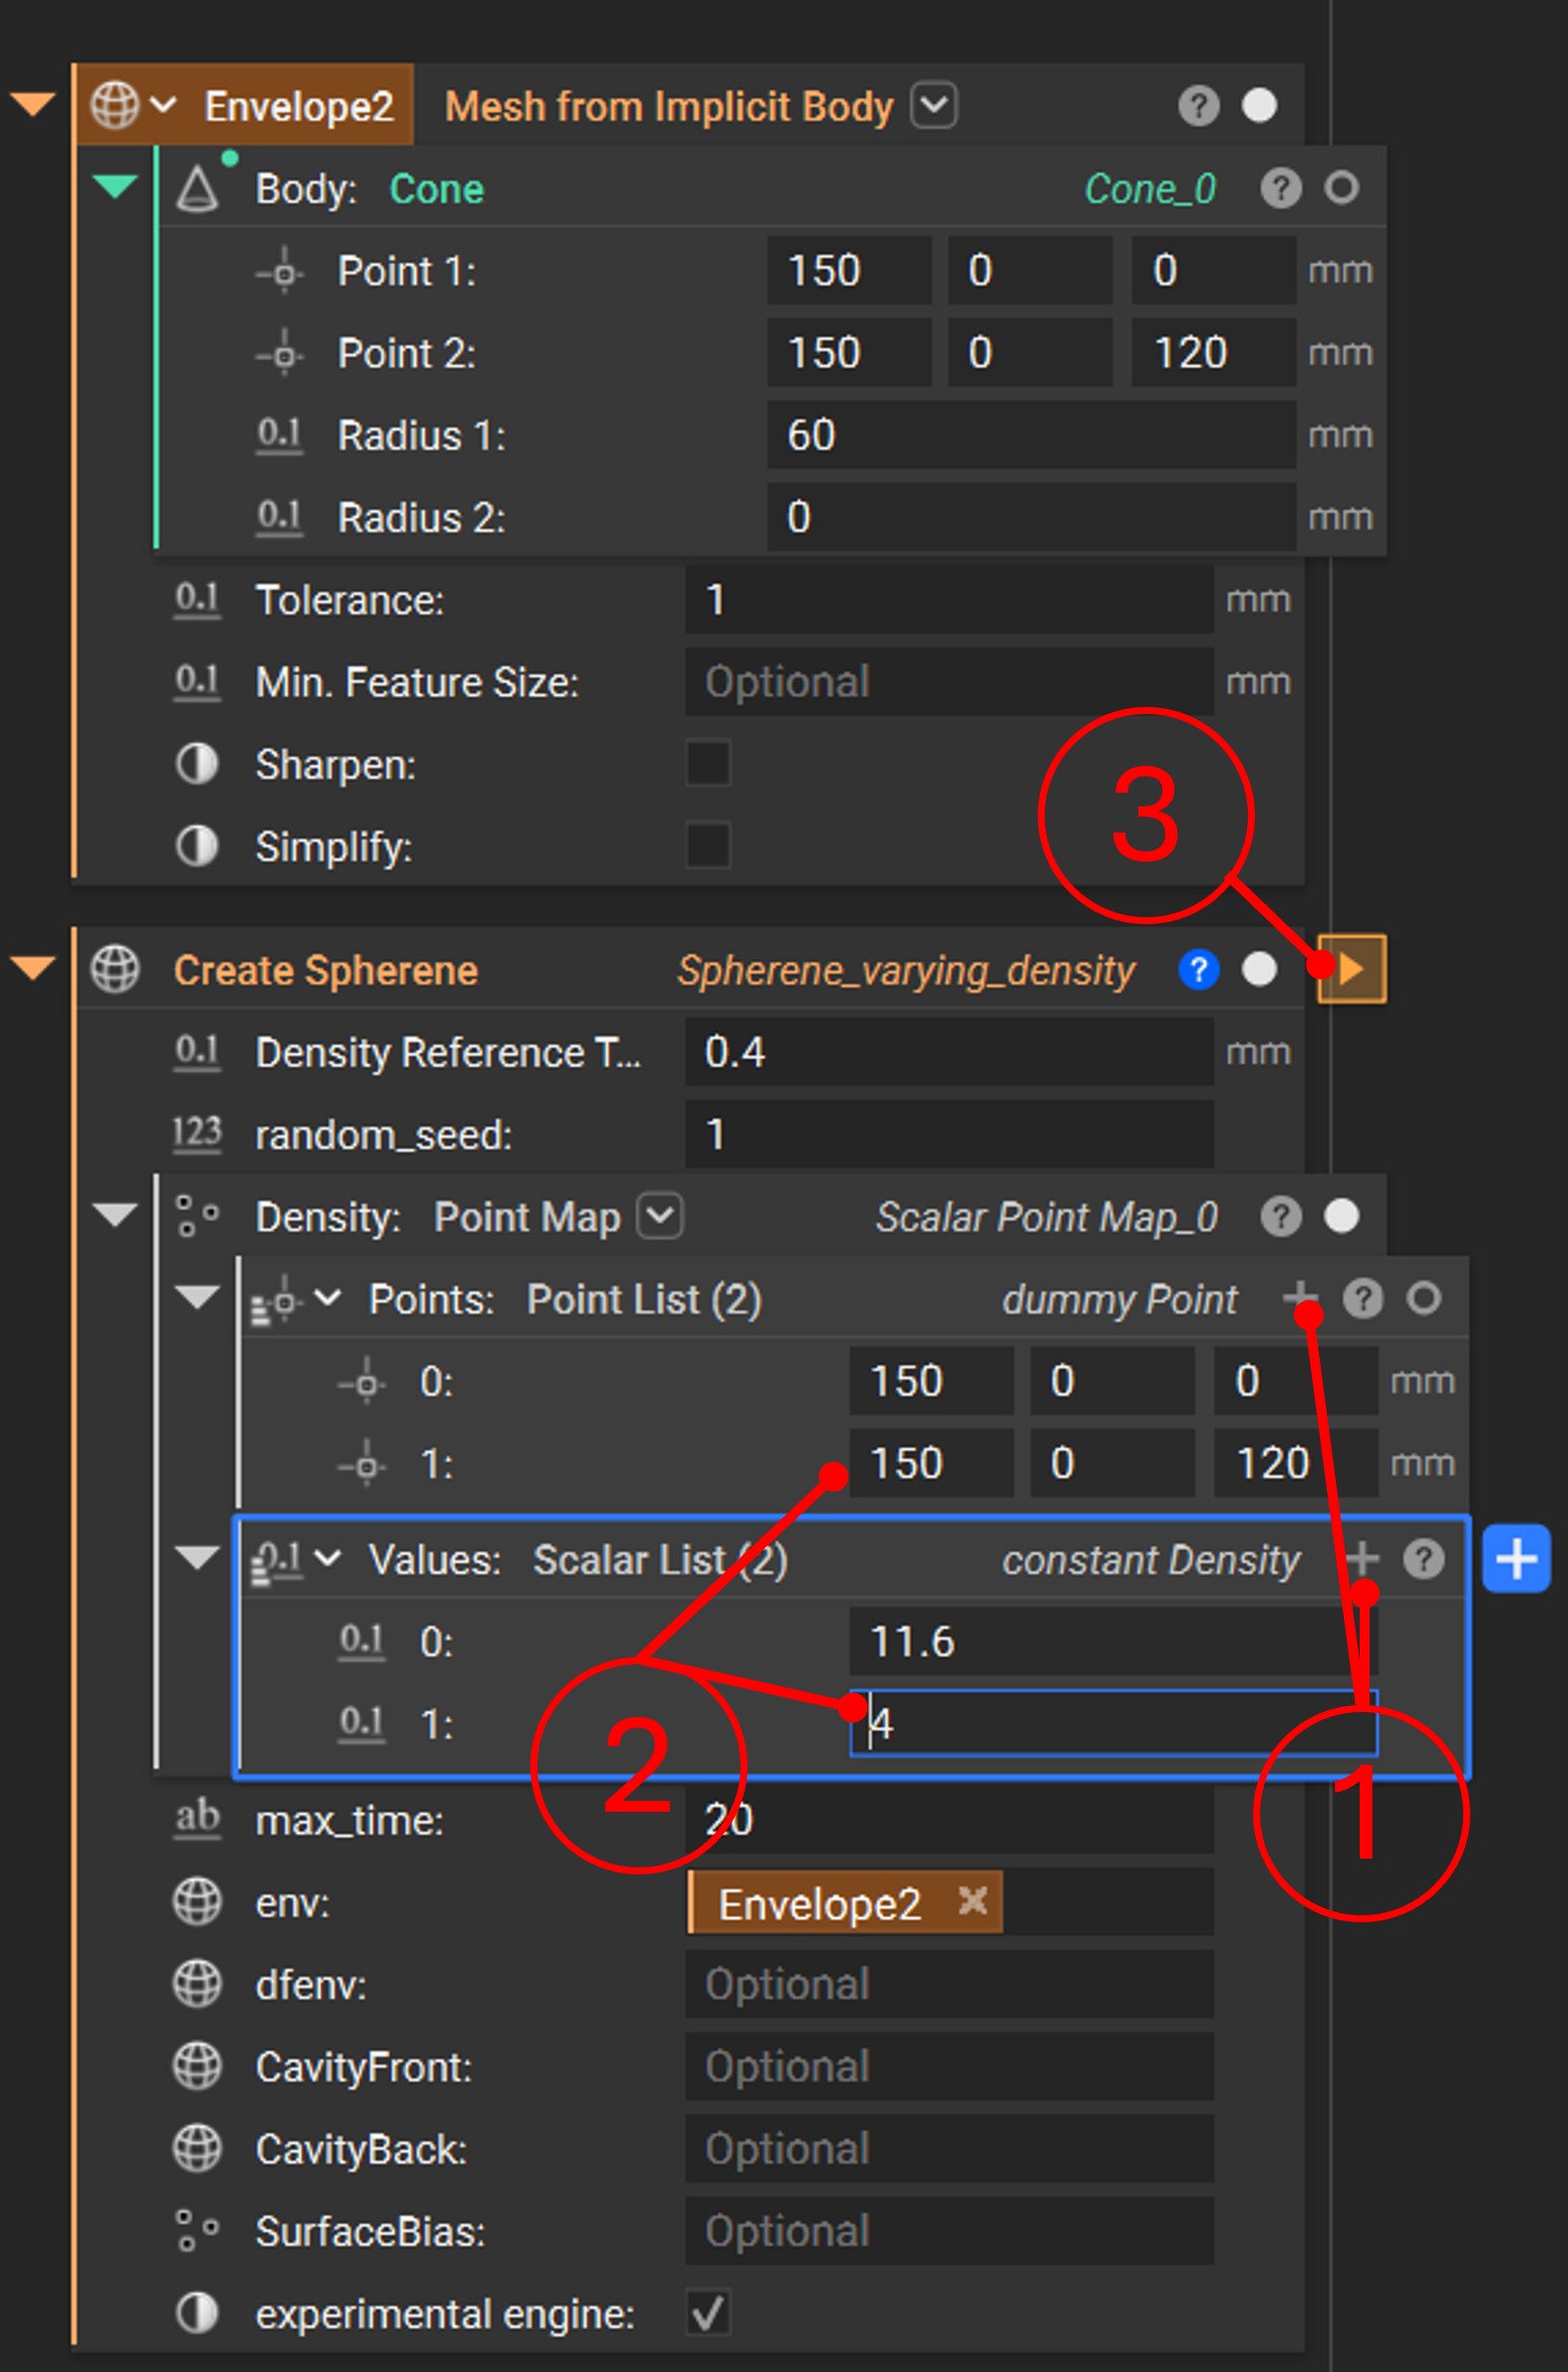 Envelope2 Mesh from Implicit Body ?
Body: Cone Cone_0 ?
Point 1: 150 0 0 mm
Point 2: 150 0 120 mm
0.1 Radius 1: 60 mm
0.1 Radius 2: 0 mm
0.1 Tolerance: 1 mm
0.1 Min. Feature Size: Optional mm
Sharpen:
3
Simplify:
Create Spherene Spherene_varying_density ?
0.1 Density Reference T... 0.4 mm
123 random_seed: 1
Density: Point Map Scalar Point Map_0 ?
Points: Point List (2) dummy Point + ?
0: 150 0 0 mm
1: 150 0 120 mm
0.1 Values: Scalar List (2) constant Density + ? +
0.1 0: 11.6
0.1 1: 4
2
1
ab max_time: 20
env: Envelope2
dfenv: Optional
CavityFront: Optional
CavityBack: Optional
SurfaceBias: Optional
experimental engine: